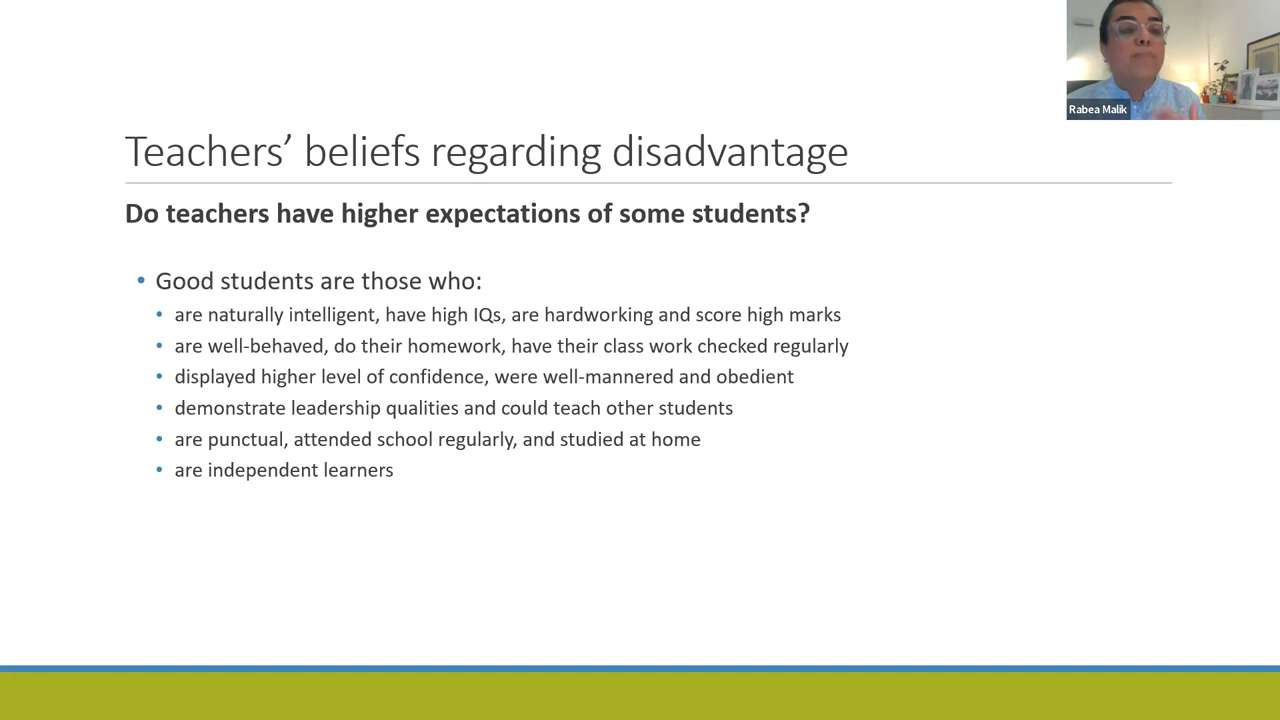 Rabea Malik
Teachers’ beliefs regarding disadvantage
Do teachers have higher expectations of some students?
• Good students are those who:
• are naturally intelligent, have high IQs, are hardworking and score high marks
• are well-behaved, do their homework, have their class work checked regularly
• displayed higher level of confidence, were well-mannered and obedient
• demonstrate leadership qualities and could teach other students
• are punctual, attended school regularly, and studied at home
• are independent learners